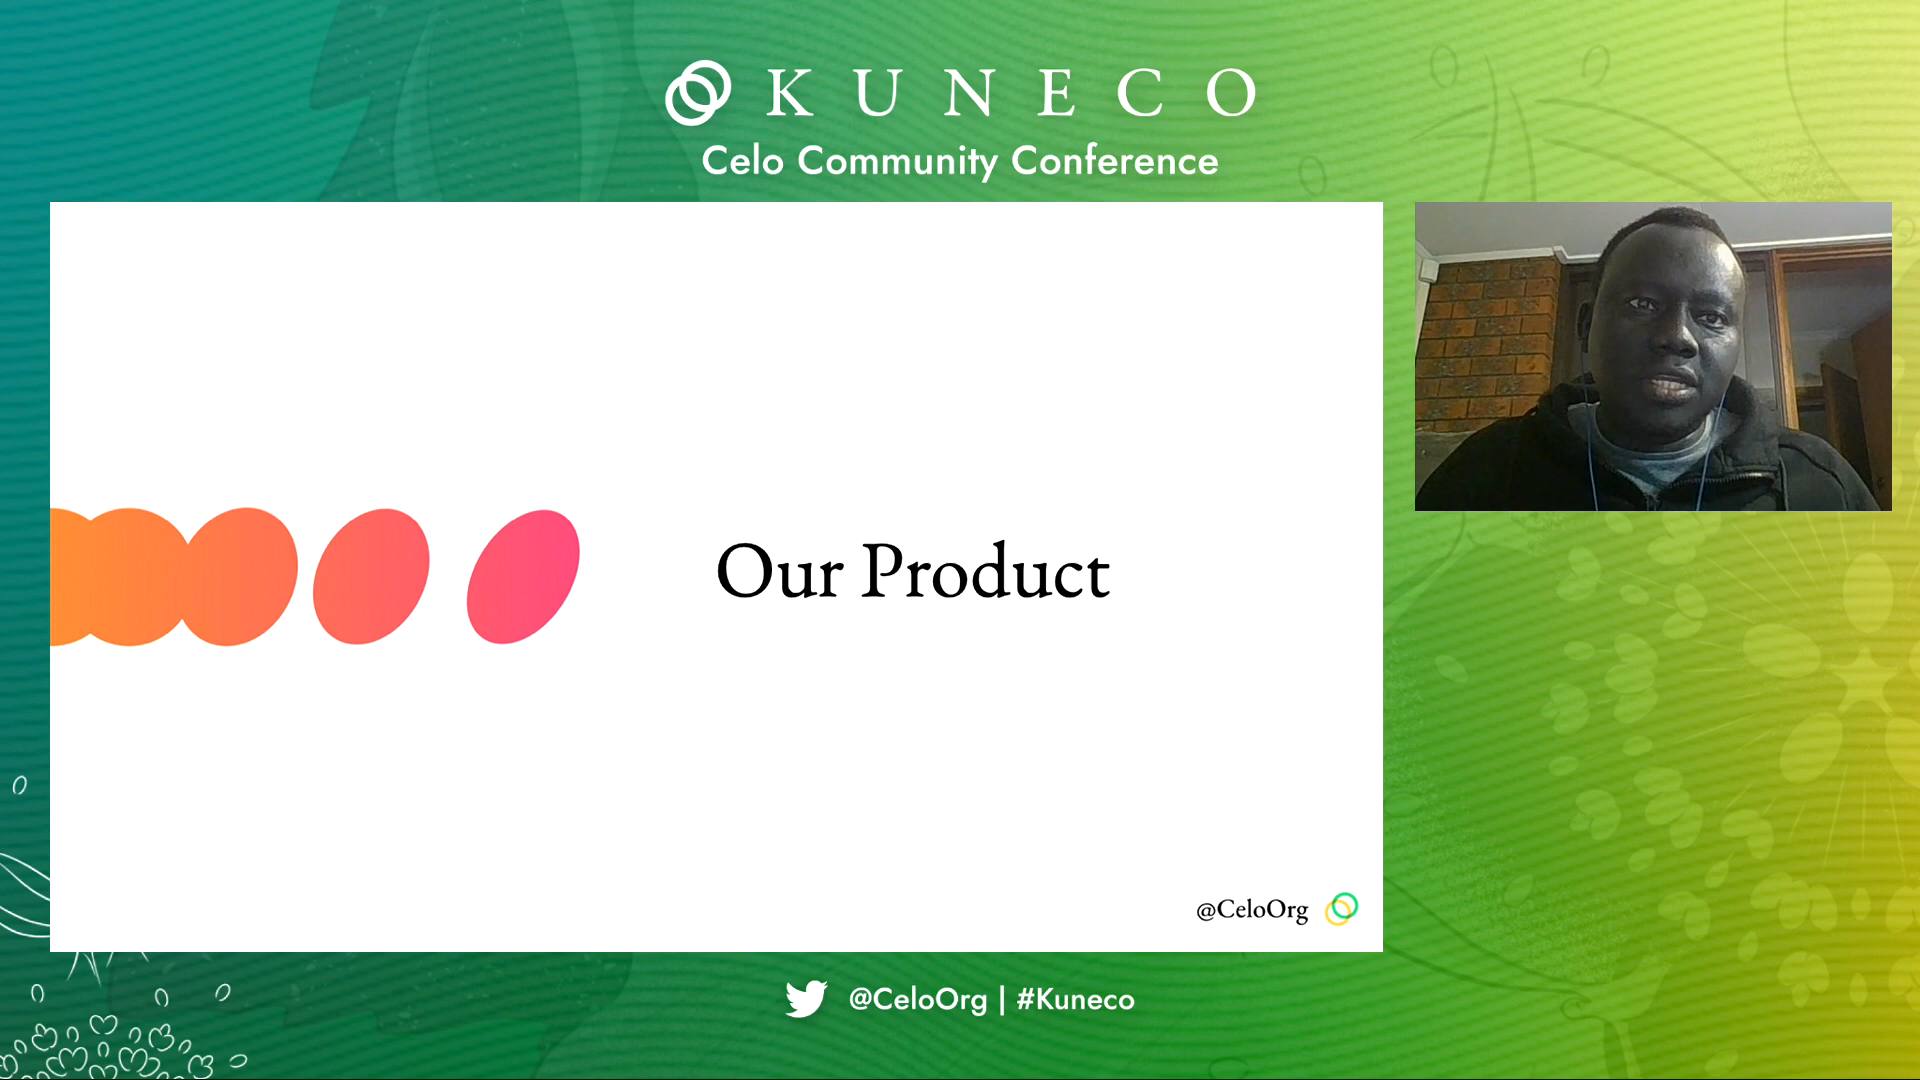 KUNECO
Celo Community Conference
Our Product
@CeloOrg
@CeloOrg | #Kuneco